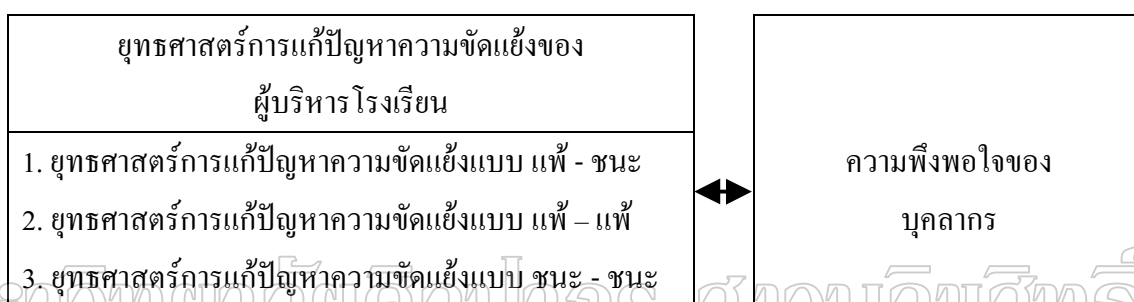 ยุทธศาสตร์การแก้ปัญหาความขัดแย้งของ
ผู้บริหารโรงเรียน
1. ยุทธศาสตร์การแก้ปัญหาความขัดแย้งแบบ แพ้ - ชนะ
2. ยุทธศาสตร์การแก้ปัญหาความขัดแย้งแบบ แพ้ – แพ้
3. ยุทธศาสตร์การแก้ปัญหาความขัดแย้งแบบ ชนะ - ชนะ
ความพึงพอใจของ
บุคลากร